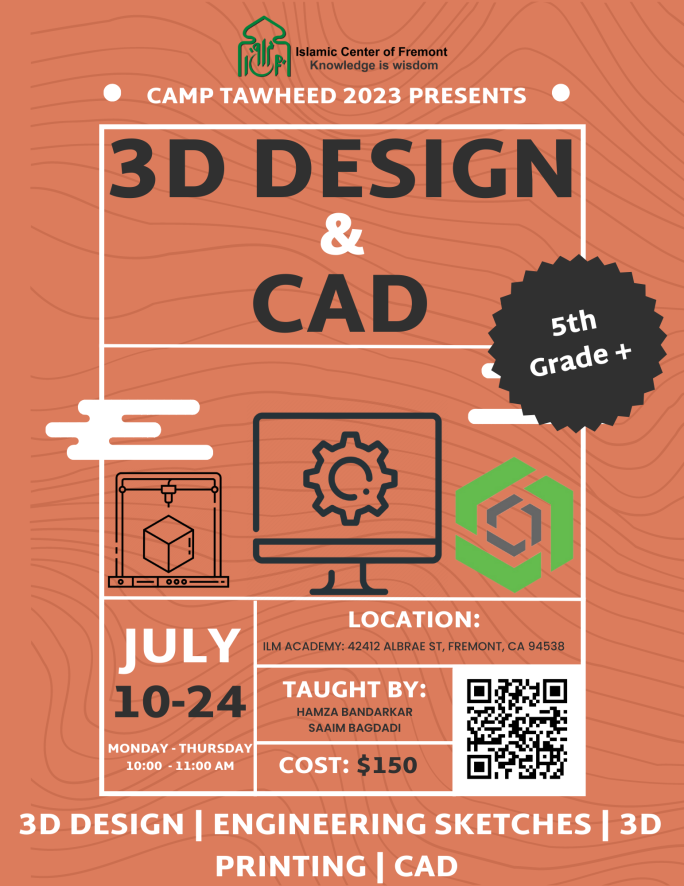 Islamic Center of Fremont
Knowledge is wisdom
CAMP TAWHEED 2023 PRESENTS
3D DESIGN
&
CAD
5th
Grade +
JULY
10-24
MONDAY - THURSDAY
10:00 - 11:00 AM
LOCATION:
ILM ACADEMY: 42412 ALBRAE ST, FREMONT, CA 94538
TAUGHT BY:
HAMZA BANDARKAR
SAAIM BAGDADI
COST: $150
3D DESIGN | ENGINEERING SKETCHES | 3D
PRINTING | CAD